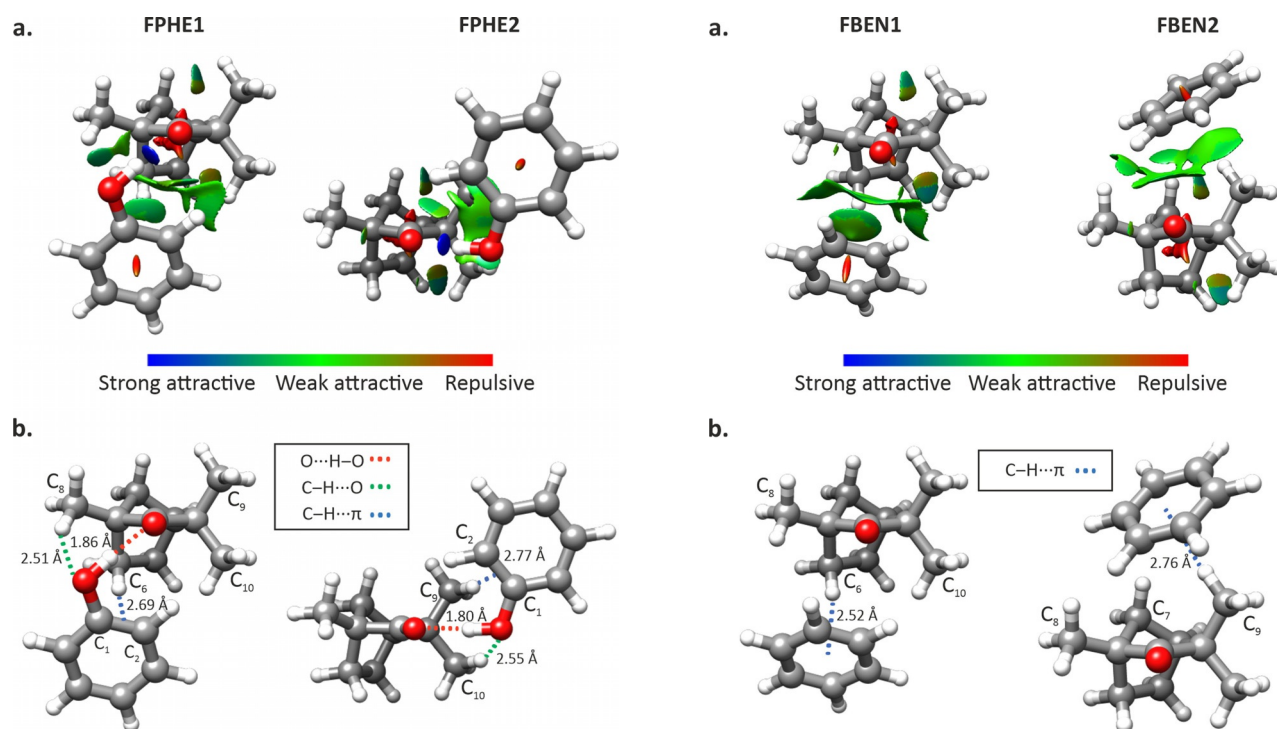 a.
FPHE1
FPHE2
Strong attractive
Weak attractive
Repulsive
b.
O···H–O
C–H···O
C–H···π
C₈
C₉
1.86 Å
2.51 Å
C₆
C₁₀
2.69 Å
C₁
C₂
C₂
2.77 Å
C₉
1.80 Å
C₁
2.55 Å
C₁₀
a.
FBEN1
FBEN2
Strong attractive
Weak attractive
Repulsive
b.
C–H···π
C₈
C₆
C₁₀
2.52 Å
2.76 Å
C₈
C₇
C₉